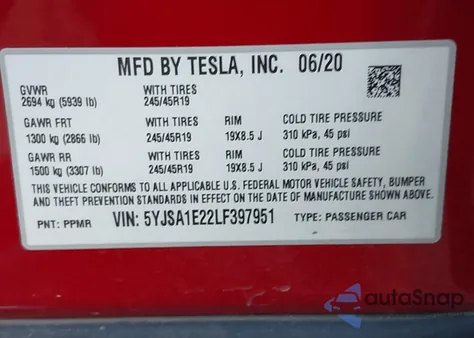 MFD BY TESLA, INC. 06/20
GVWR WITH TIRES
2694 kg (5939 lb) 245/45R19
GAWR FRT WITH TIRES RIM COLD TIRE PRESSURE
1300 kg (2866 lb) 245/45R19 19X8.5 J 310 kPa, 45 psi
GAWR RR WITH TIRES RIM COLD TIRE PRESSURE
1500 kg (3307 lb) 245/45R19 19X8.5 J 310 kPa, 45 psi
THIS VEHICLE CONFORMS TO ALL APPLICABLE U.S. FEDERAL MOTOR VEHICLE SAFETY, BUMPER
AND THEFT PREVENTION STANDARDS IN EFFECT ON THE DATE OF MANUFACTURE SHOWN ABOVE.
PNT: PPMR VIN: 5YJSA1E22LF397951 TYPE: PASSENGER CAR
autoSnap